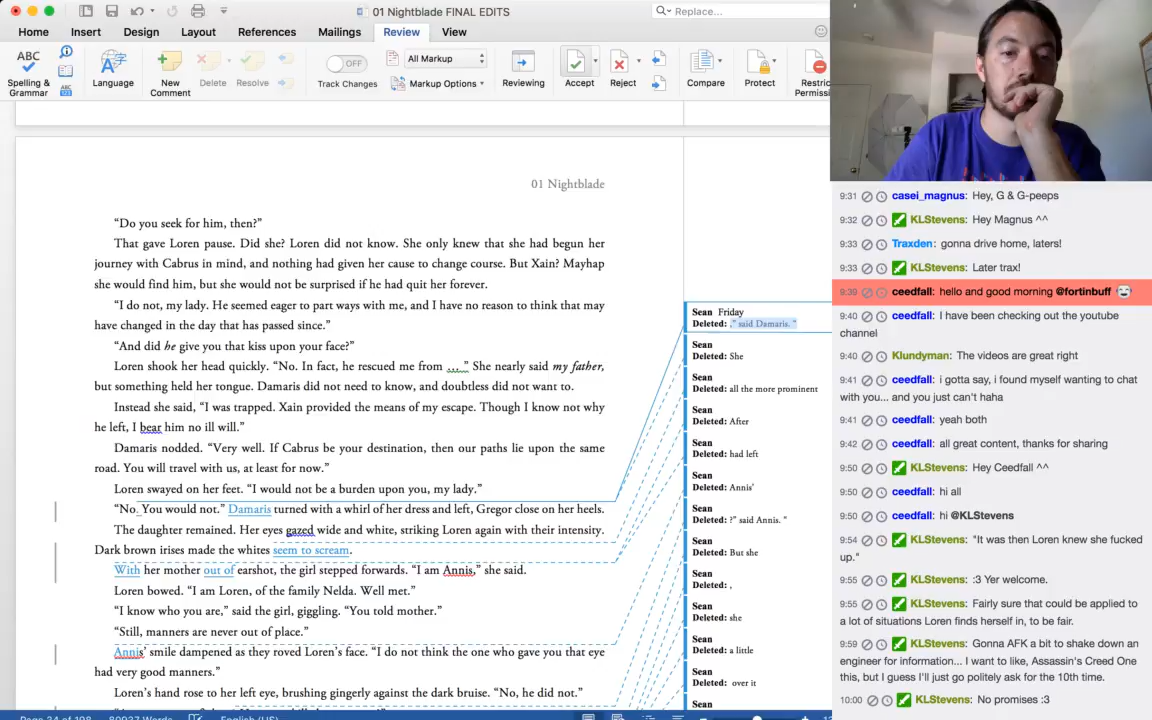 01 Nightblade FINAL EDITS
Replace...
Home Insert Design Layout References Mailings Review View
ABC
Spelling &
Grammar
Language
New
Comment
Delete
Resolve
OFF
Track Changes
All Markup
Markup Options
Reviewing
Accept
Reject
Compare
Protect
Restric
Permissi
01 Nightblade
“Do you seek for him, then?”
That gave Loren pause. Did she? Loren did not know. She only knew that she had begun her
journey with Cabrus in mind, and nothing had given her cause to change course. But Xain? Mayhap
she would find him, but she would not be surprised if he had quit her forever.
“I do not, my lady. He seemed eager to part ways with me, and I have no reason to think that may
have changed in the day that has passed since.”
“And did he give you that kiss upon your face?”
Loren shook her head quickly. “No. In fact, he rescued me from … ” She nearly said my father,
but something held her tongue. Damaris did not need to know, and doubtless did not want to.
Instead she said, “I was trapped. Xain provided the means of my escape. Though I know not why
he left, I bear him no ill will.”
Damaris nodded. “Very well. If Cabrus be your destination, then our paths lie upon the same
road. You will travel with us, at least for now.”
Loren swayed on her feet. “I would not be a burden upon you, my lady.”
“No. You would not.” Damaris turned with a whirl of her dress and left, Gregor close on her heels.
The daughter remained. Her eyes gazed wide and white, striking Loren again with their intensity.
Dark brown irises made the whites seem to scream.
With her mother out of earshot, the girl stepped forwards. “I am Annis,” she said.
Loren bowed. “I am Loren, of the family Nelda. Well met.”
“I know who you are,” said the girl, giggling. “You told mother.”
“Still, manners are never out of place.”
Annis’ smile dampened as they roved Loren’s face. “I do not think the one who gave you that eye
had very good manners.”
Loren’s hand rose to her left eye, brushing gingerly against the dark bruise. “No, he did not.”
Sean Friday
Deleted: ,” said Damaris. “
Sean
Deleted: She
Sean
Deleted: all the more prominent
Sean
Deleted: After
Sean
Deleted: had left
Sean
Deleted: Annis’
Sean
Deleted: ?” said Annis. “
Sean
Deleted: But she
Sean
Deleted: ,
Sean
Deleted: she
Sean
Deleted: a little
Sean
Deleted: over it
Sean
9:31 casei_magnus: Hey, G & G-peeps
9:32 KLStevens: Hey Magnus ^^
9:33 Traxden: gonna drive home, laters!
9:33 KLStevens: Later trax!
9:39 ceedfall: hello and good morning @fortinbuff
9:40 ceedfall: I have been checking out the youtube
channel
9:40 Klundyman: The videos are great right
9:41 ceedfall: i gotta say, i found myself wanting to chat
with you... and you just can't haha
9:41 ceedfall: yeah both
9:42 ceedfall: all great content, thanks for sharing
9:50 KLStevens: Hey Ceedfall ^^
9:50 ceedfall: hi all
9:50 ceedfall: hi @KLStevens
9:54 KLStevens: "It was then Loren knew she fucked
up."
9:55 KLStevens: :3 Yer welcome.
9:55 KLStevens: Fairly sure that could be applied to
a lot of situations Loren finds herself in, to be fair.
9:59 KLStevens: Gonna AFK a bit to shake down an
engineer for information... I want to like, Assassin's Creed One
this, but I guess I'll just go politely ask for the 10th time.
10:00 KLStevens: No promises :3